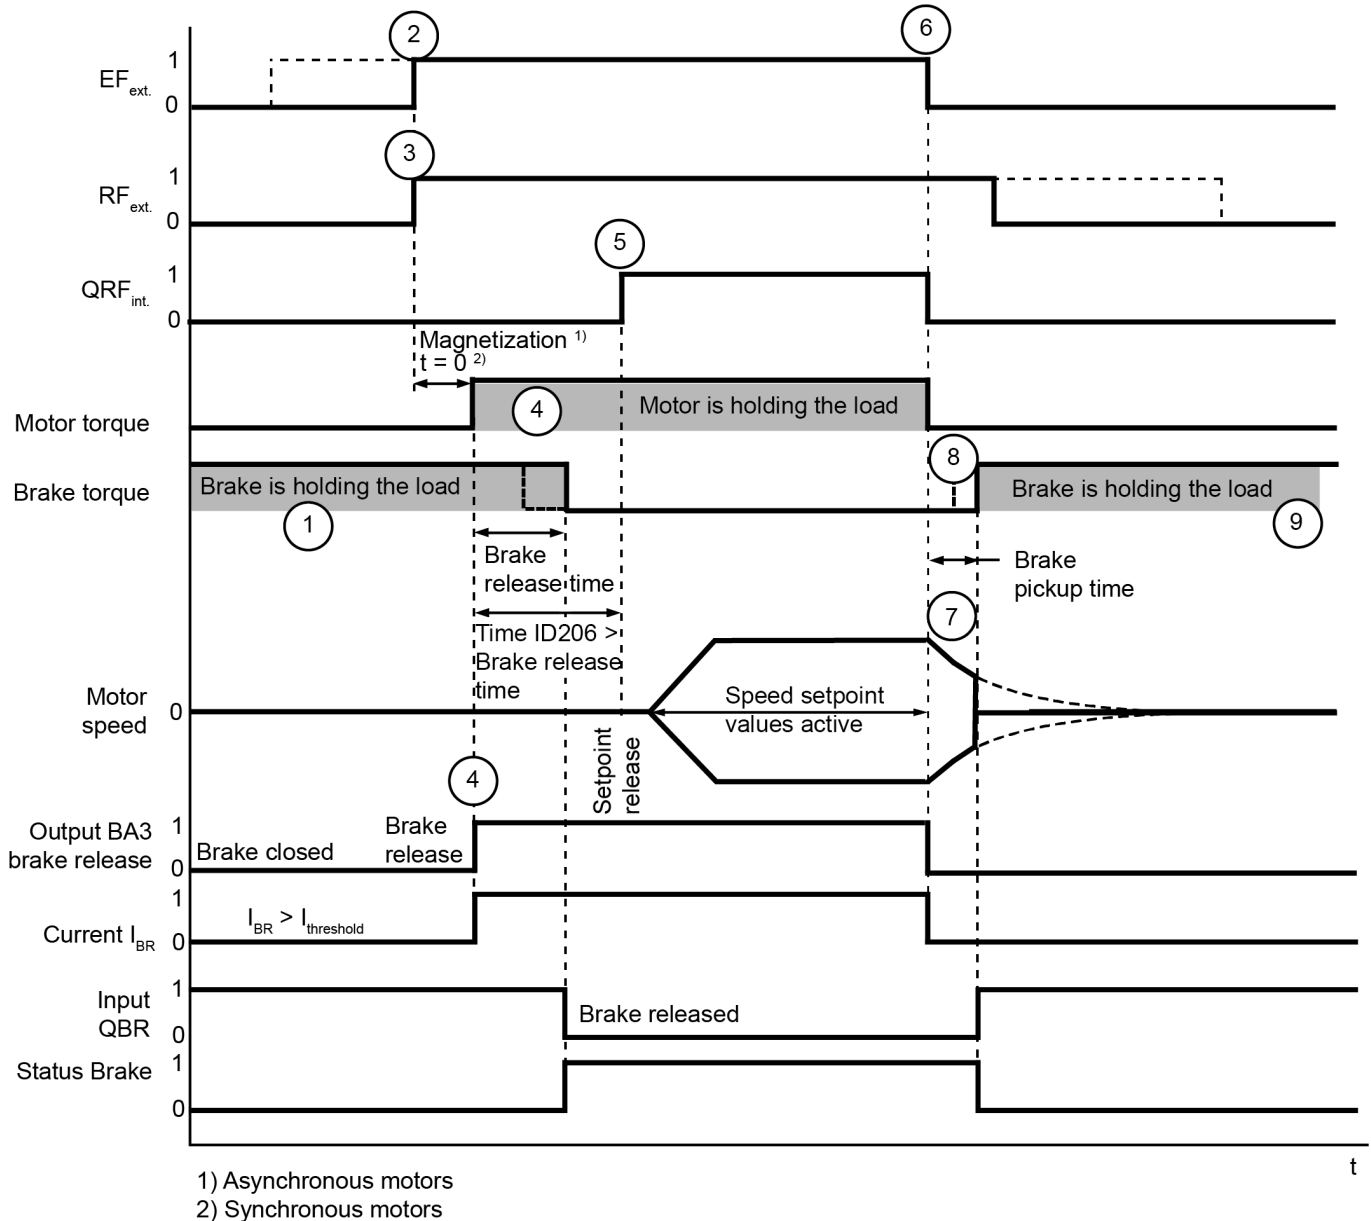 2
6
1
EFext.
0
3
1
RFext.
0
5
1
QRFint.
0
Magnetization 1)
t = 0 2)
4
Motor is holding the load
Motor torque
8
Brake torque
Brake is holding the load
Brake is holding the load
1
9
Brake
release time
Brake
pickup time
7
Time ID206 >
Brake release
time
Motor
speed
0
Speed setpoint
values active
Setpoint
release
4
Output BA3
brake release
1
0
Brake closed
Brake
release
1
Current IBR
0
IBR > Ithreshold
Input
QBR
1
0
Brake released
Status Brake
1
0
t
1) Asynchronous motors
2) Synchronous motors